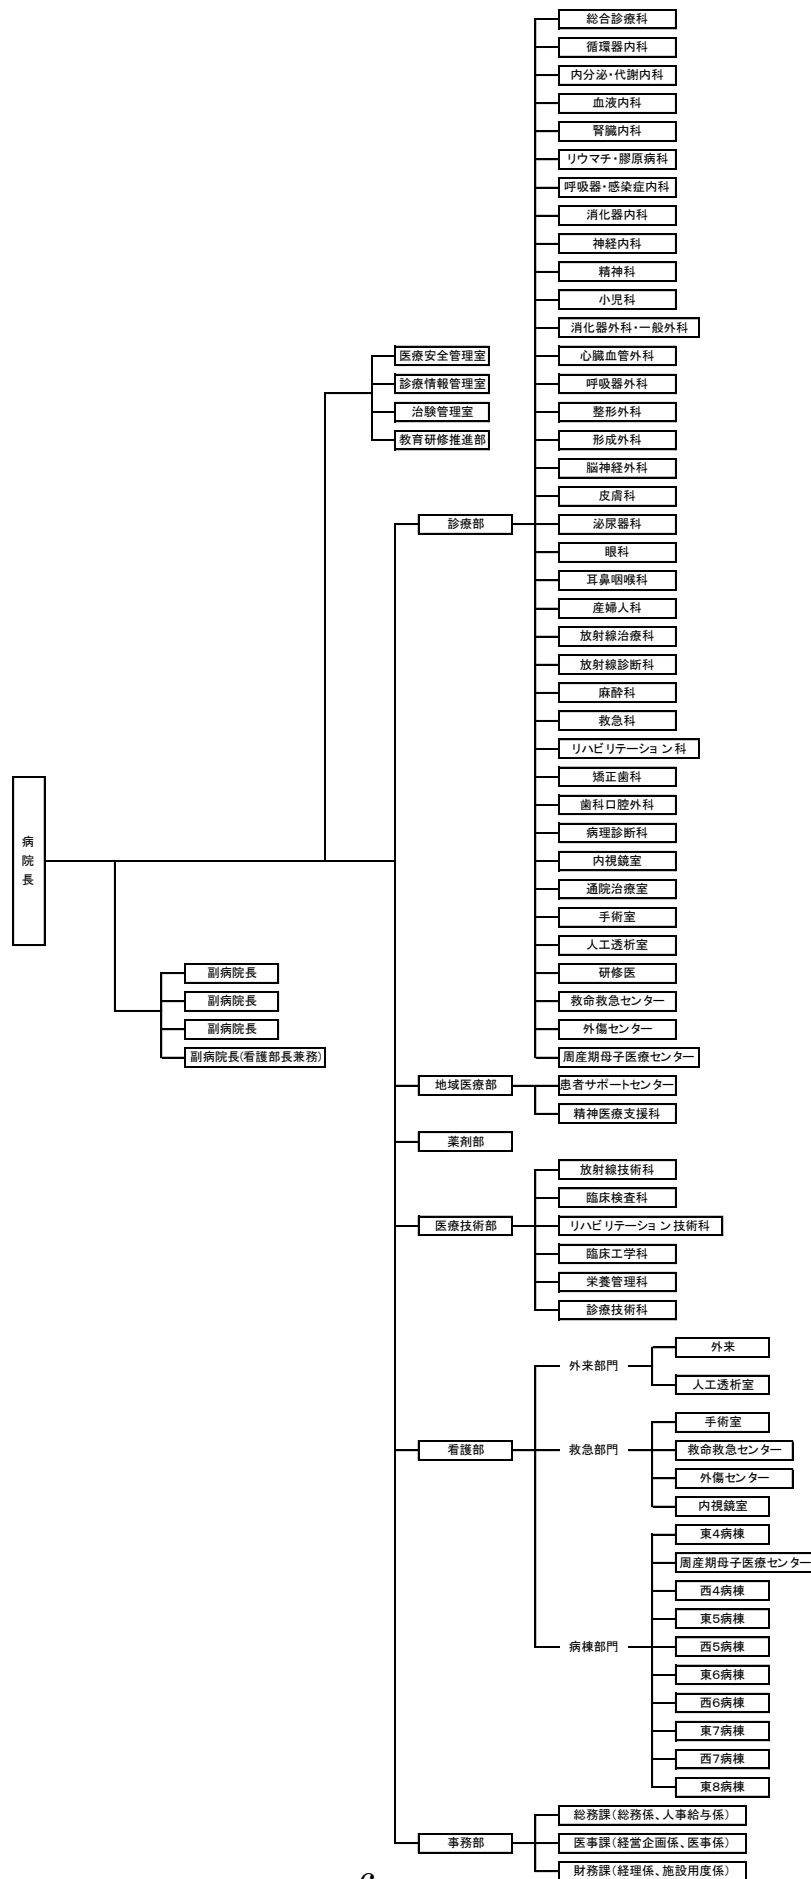 総合診療科
循環器内科
内分泌・代謝内科
血液内科
腎臓内科
リウマチ・膠原病科
呼吸器・感染症内科
消化器内科
神経内科
精神科
小児科
消化器外科・一般外科
心臓血管外科
呼吸器外科
整形外科
形成外科
脳神経外科
皮膚科
泌尿器科
眼科
耳鼻咽喉科
産婦人科
放射線治療科
放射線診断科
麻酔科
救急科
リハビリテーション科
矯正歯科
歯科口腔外科
病理診断科
内視鏡室
通院治療室
手術室
人工透析室
研修医
救命救急センター
外傷センター
周産期母子医療センター
医療安全管理室
診療情報管理室
治験管理室
教育研修推進部
診療部
病院長
副病院長
副病院長
副病院長
副病院長(看護部長兼務)
地域医療部
患者サポートセンター
精神医療支援科
薬剤部
医療技術部
放射線技術科
臨床検査科
リハビリテーション技術科
臨床工学科
栄養管理科
診療技術科
看護部
外来部門
外来
人工透析室
救急部門
手術室
救命救急センター
外傷センター
内視鏡室
病棟部門
東4病棟
周産期母子医療センター
西4病棟
東5病棟
西5病棟
東6病棟
西6病棟
東7病棟
西7病棟
東8病棟
事務部
総務課(総務係、人事給与係)
医事課(経営企画係、医事係)
財務課(経理係、施設用度係)